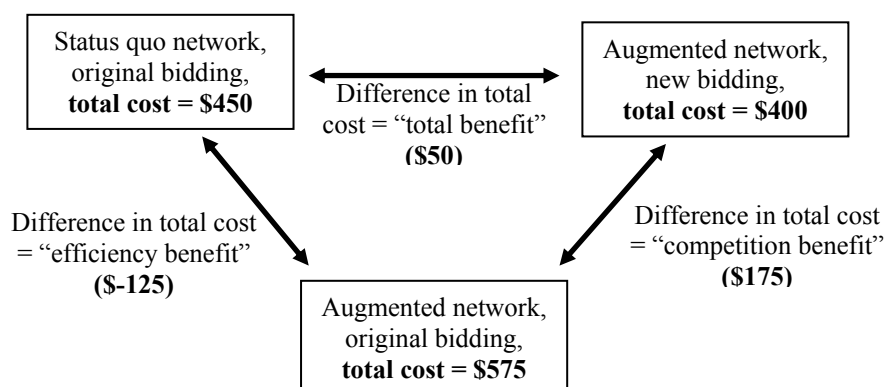 Status quo network,
original bidding,
total cost = $450
Augmented network,
new bidding,
total cost = $400
Difference in total
cost = “total benefit”
($50)
Difference in total cost
= “efficiency benefit”
($-125)
Difference in total cost
= “competition benefit”
($175)
Augmented network,
original bidding,
total cost = $575